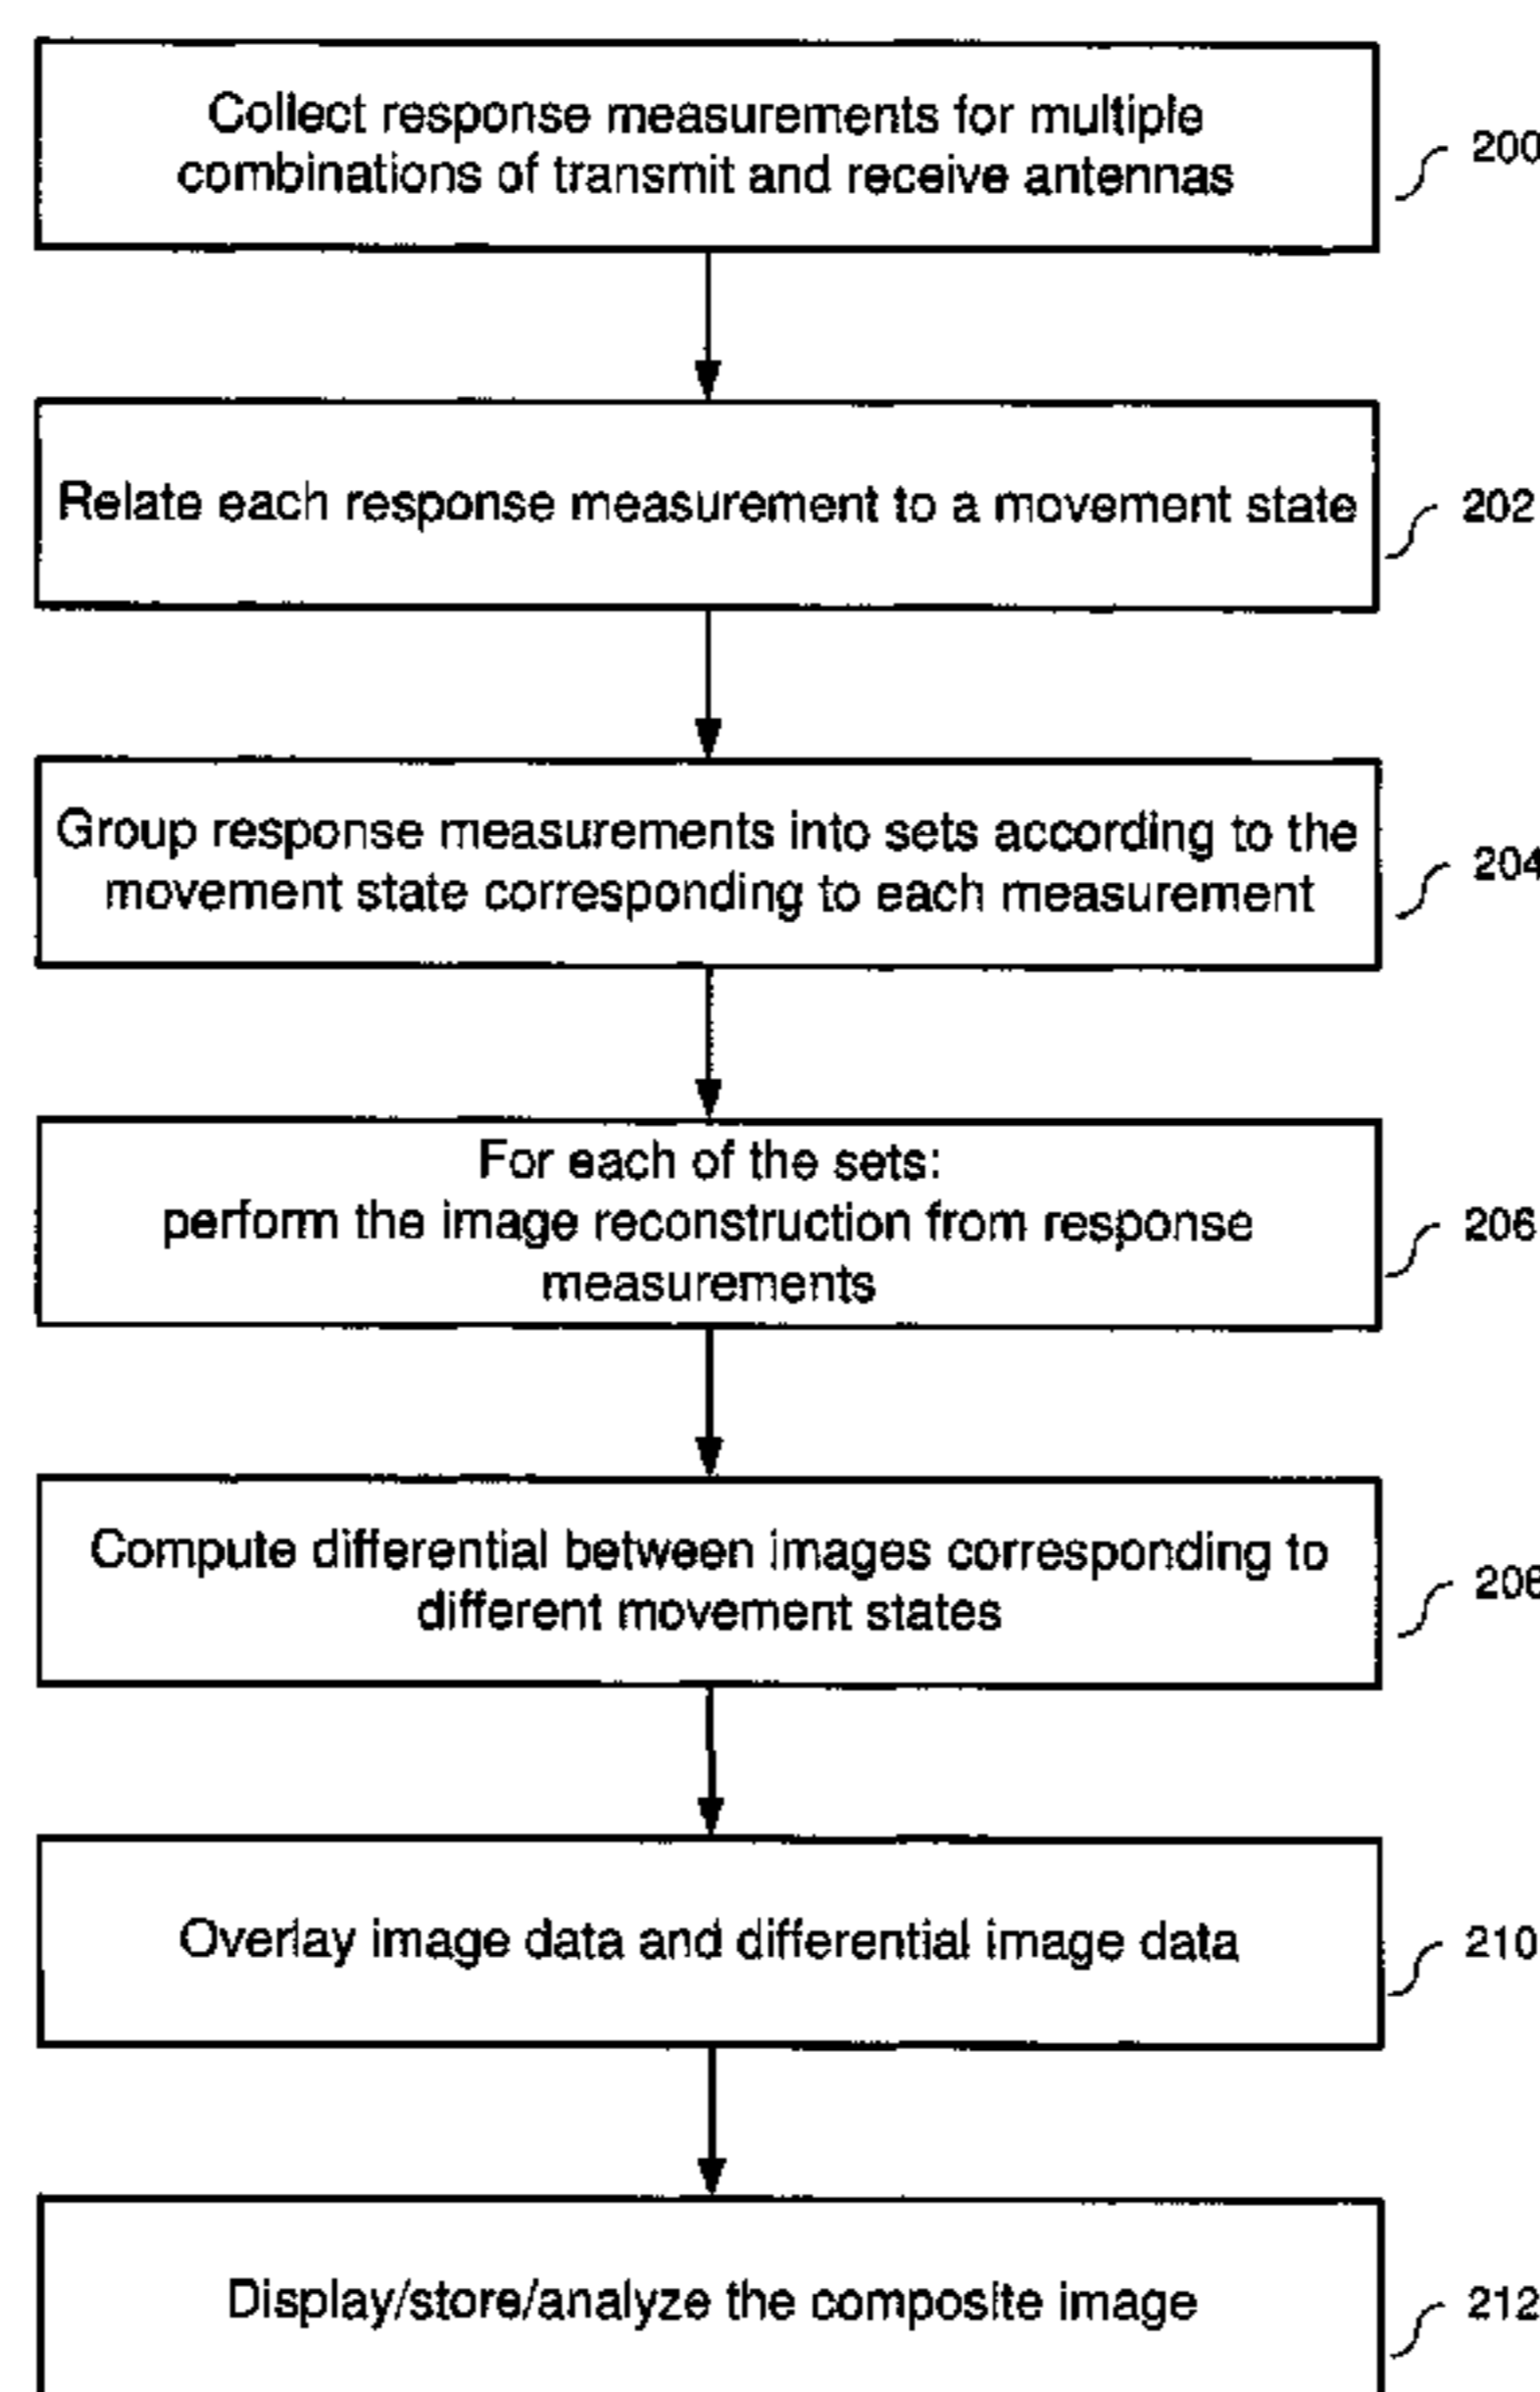 Collect response measurements for multiple
combinations of transmit and receive antennas
200
Relate each response measurement to a movement state
202
Group response measurements into sets according to the
movement state corresponding to each measurement
204
For each of the sets:
perform the image reconstruction from response
measurements
206
Compute differential between images corresponding to
different movement states
208
Overlay image data and differential image data
210
Display/store/analyze the composite image
212